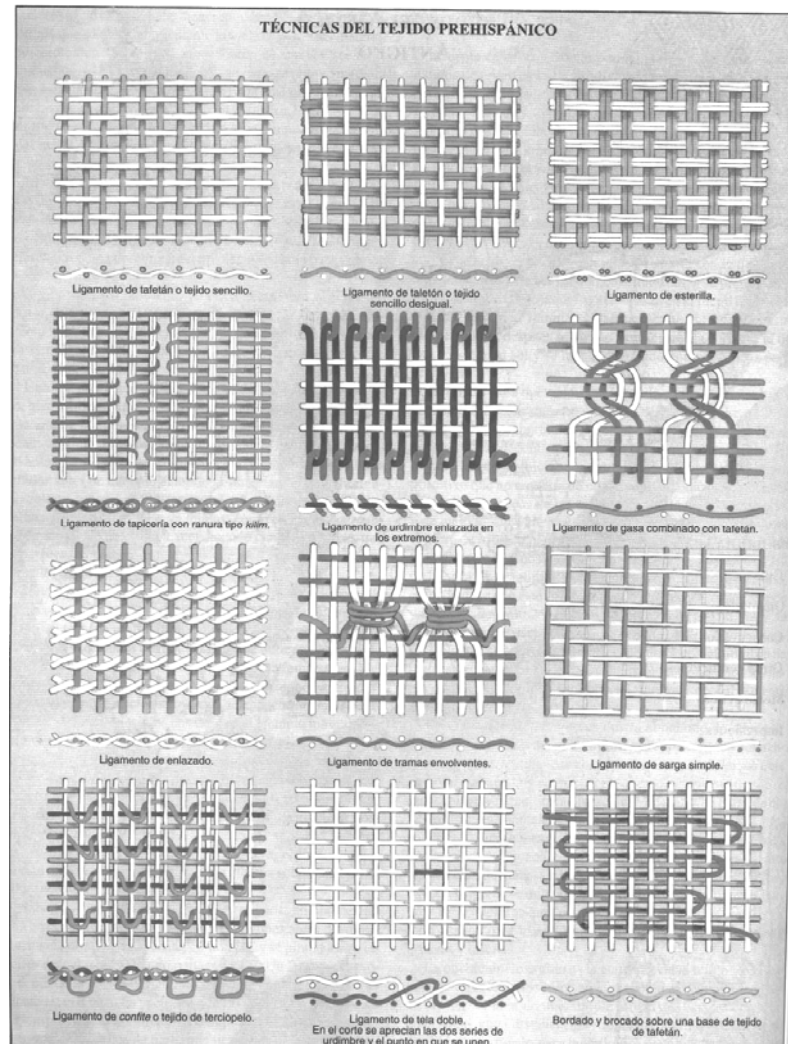 TÉCNICAS DEL TEJIDO PREHISPÁNICO
Ligamento de tafetán o tejido sencillo.
Ligamento de taletón o tejido
sencillo desigual.
Ligamento de esterilla.
Ligamento de tapicería con ranura tipo kilim.
Ligamento de urdimbre enlazada en
los extremos.
Ligamento de gasa combinado con tafetán.
Ligamento de enlazado.
Ligamento de tramas envolventes.
Ligamento de sarga simple.
Ligamento de confite o tejido de terciopelo.
Ligamento de tela doble.
En el corte se aprecian las dos series de
urdimbre y el punto en que se unen.
Bordado y brocado sobre una base de tejido
de tafetán.